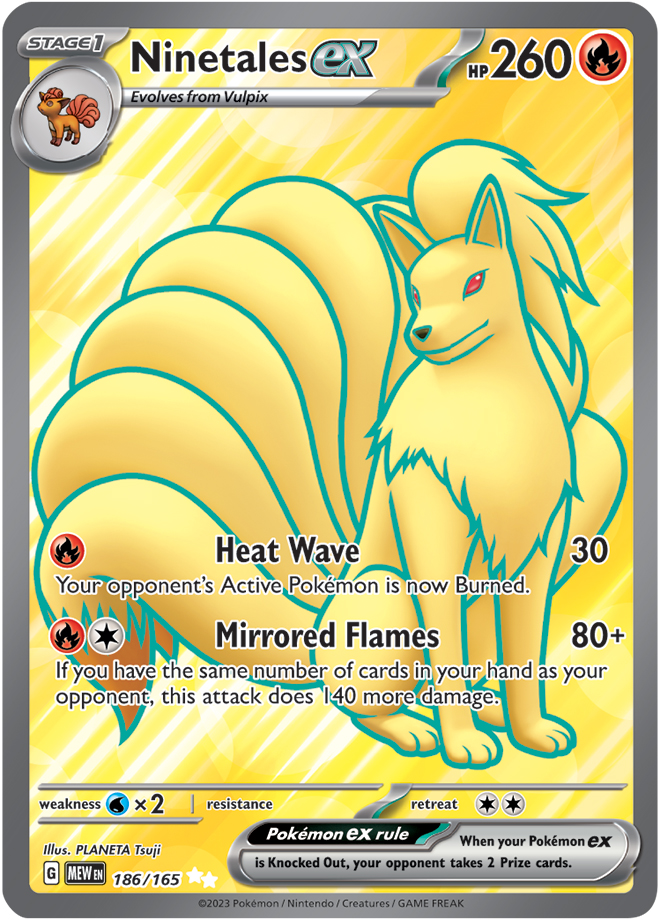 STAGE 1
Ninetales ex
HP 260
Evolves from Vulpix
Heat Wave 30
Your opponent's Active Pokémon is now Burned.
Mirrored Flames 80+
If you have the same number of cards in your hand as your
opponent, this attack does 140 more damage.
weakness ×2 resistance retreat
Illus. PLANETA Tsuji
Pokémon ex rule
When your Pokémon ex
is Knocked Out, your opponent takes 2 Prize cards.
G MEW EN 186/165
©2023 Pokémon / Nintendo / Creatures / GAME FREAK